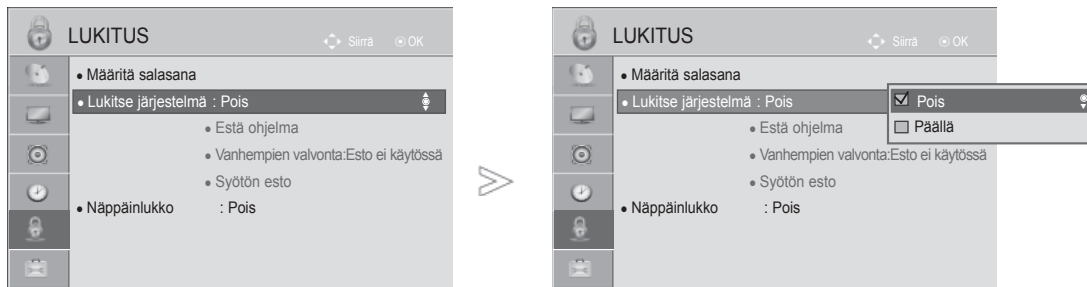 LUKITUS
Siirrä OK
• Määritä salasana
• Lukitse järjestelmä : Pois
• Estä ohjelma
• Vanhempien valvonta:Esto ei käytössä
• Syötön esto
• Näppäinlukko : Pois
LUKITUS
Siirrä OK
• Määritä salasana
• Lukitse järjestelmä : Pois
Pois
Päällä
• Estä ohjelma
• Vanhempien valvonta:Esto ei käytössä
• Syötön esto
• Näppäinlukko : Pois